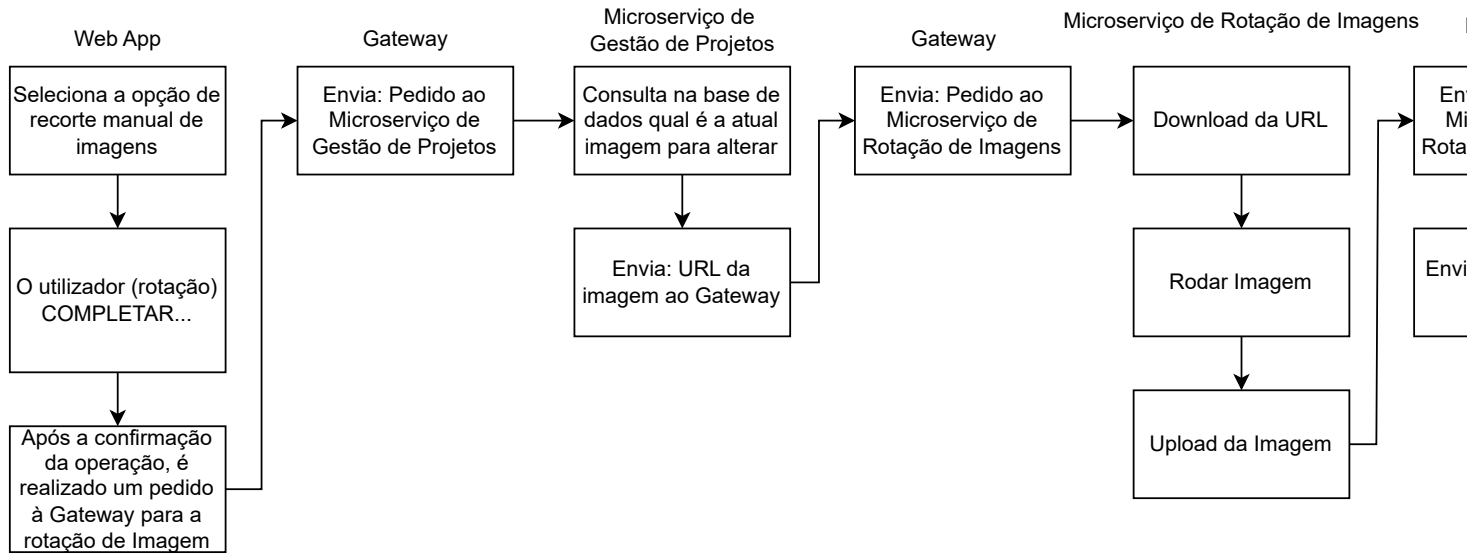 Web App
Seleciona a opção de
recorte manual de
imagens
O utilizador (rotação)
COMPLETAR...
Após a confirmação
da operação, é
realizado um pedido
à Gateway para a
rotação de Imagem
Gateway
Envia: Pedido ao
Microserviço de
Gestão de Projetos
Microserviço de
Gestão de Projetos
Consulta na base de
dados qual é a atual
imagem para alterar
Envia: URL da
imagem ao Gateway
Gateway
Envia: Pedido ao
Microserviço de
Rotação de Imagens
Microserviço de Rotação de Imagens
Download da URL
Rodar Imagem
Upload da Imagem